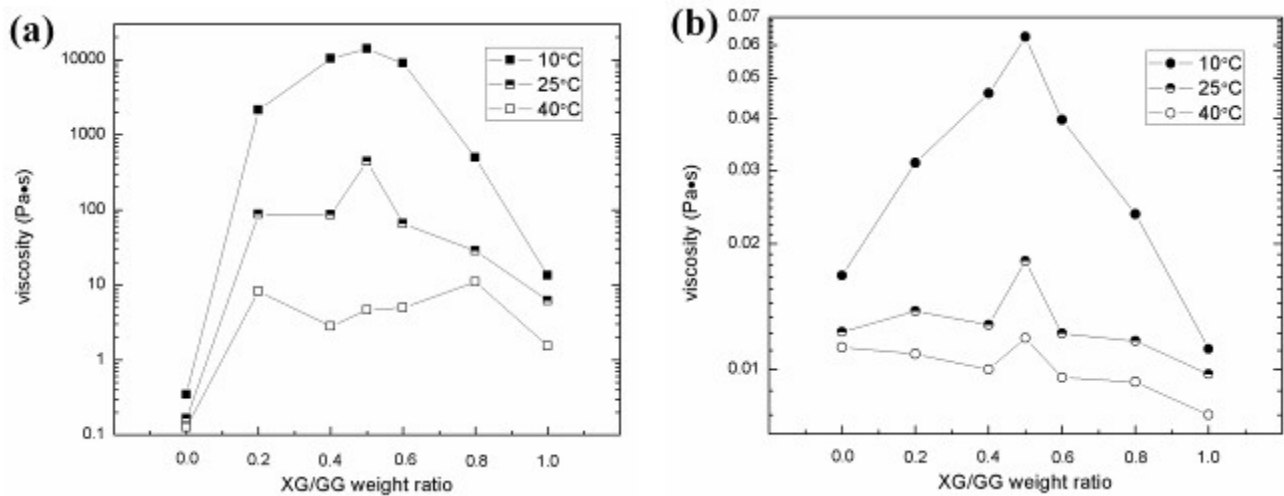 (a)
10000
1000
100
10
1
0.1
viscosity (Pa•s)
10°C
25°C
40°C
0.0 0.2 0.4 0.6 0.8 1.0
XG/GG weight ratio
(b)
0.07
0.06
0.05
0.04
0.03
0.02
0.01
viscosity (Pa•s)
10°C
25°C
40°C
0.0 0.2 0.4 0.6 0.8 1.0
XG/GG weight ratio